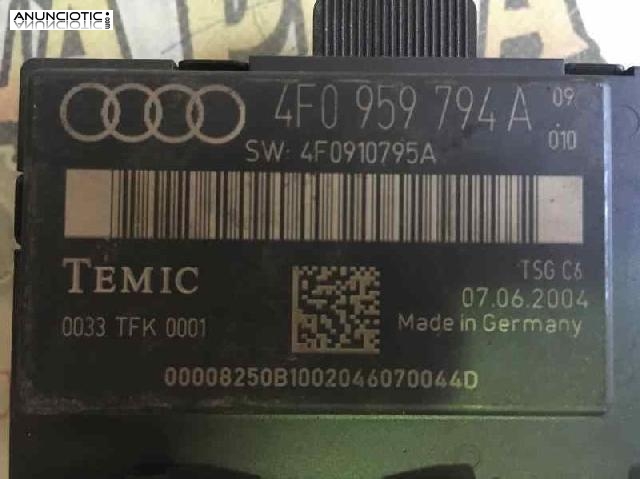 ANUNCIOTIC.com
4F0 959 794 A 09
010
SW: 4F0910795A
TEMIC
TSG C6
07.06.2004
0033 TFK 0001
Made in Germany
00008250B1002046070044D